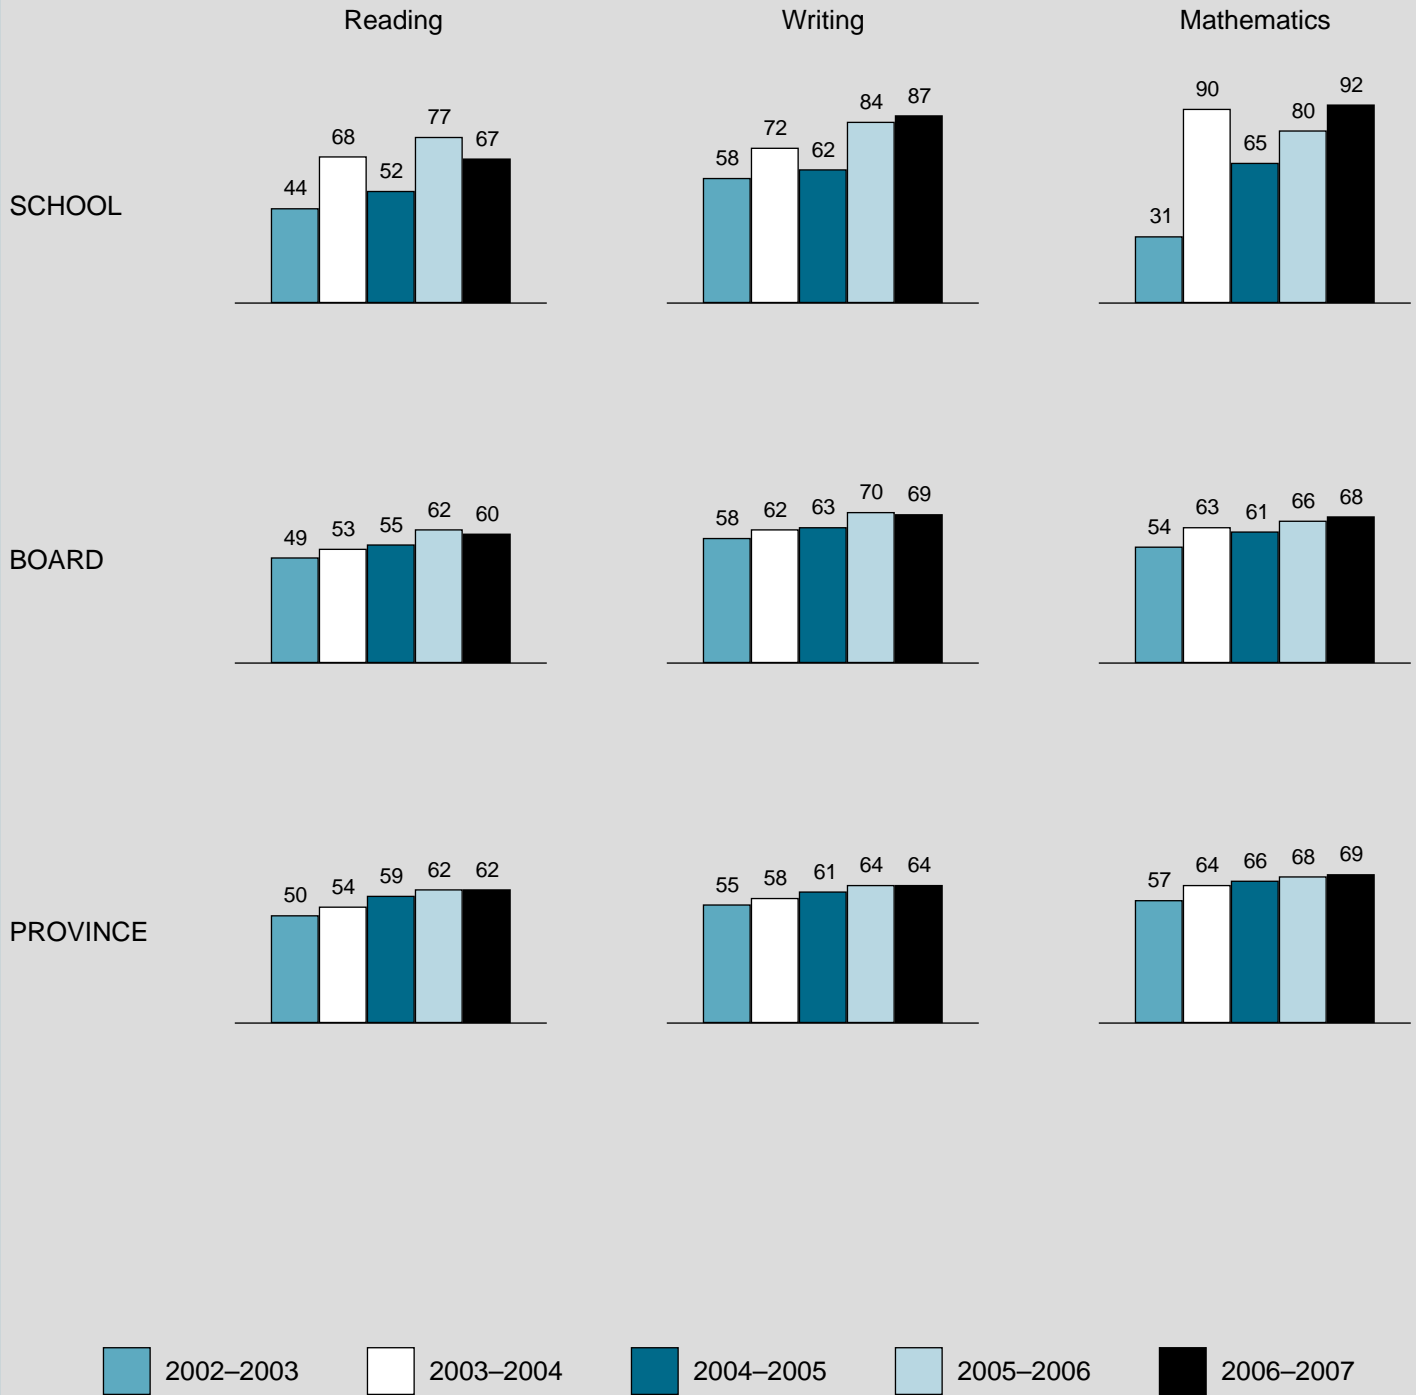 Reading Writing Mathematics
SCHOOL
44 68 52 77 67
58 72 62 84 87
31 90 65 80 92
BOARD
49 53 55 62 60
58 62 63 70 69
54 63 61 66 68
PROVINCE
50 54 59 62 62
55 58 61 64 64
57 64 66 68 69
2002–2003 2003–2004 2004–2005 2005–2006 2006–2007